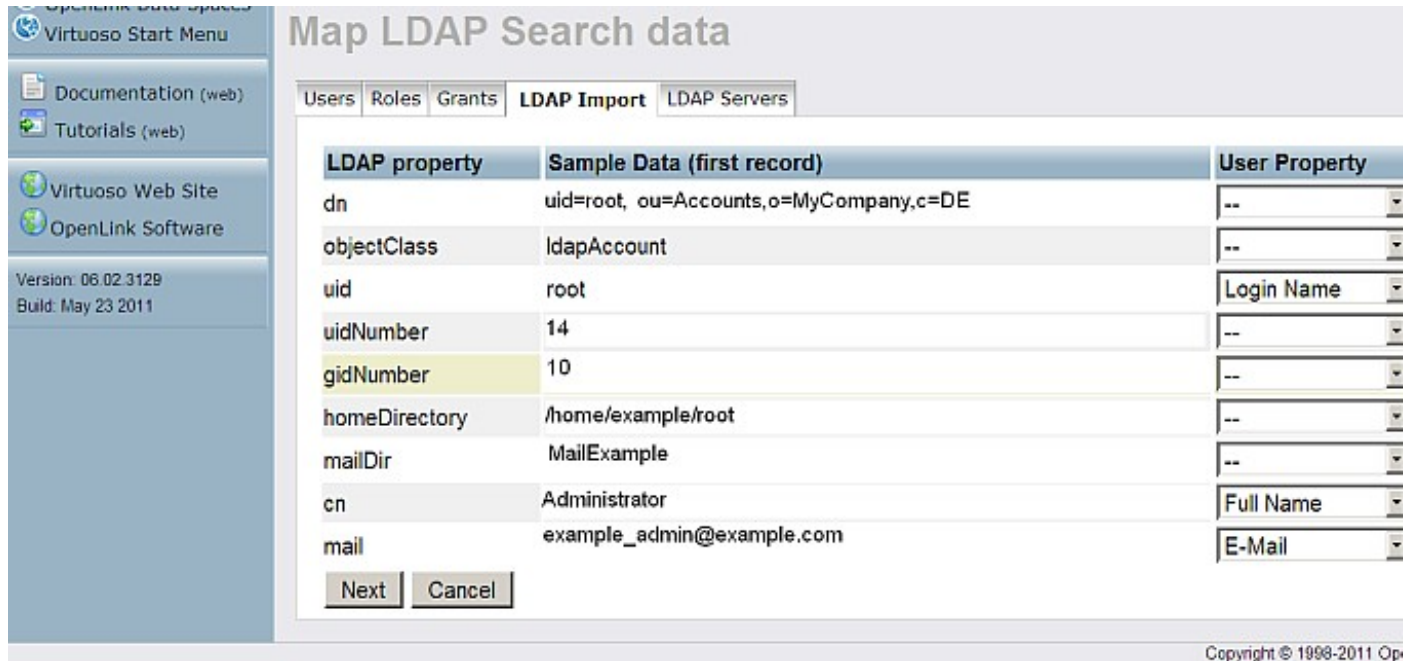 OpenLink Data Spaces
Virtuoso Start Menu
Documentation (web)
Tutorials (web)
Virtuoso Web Site
OpenLink Software
Version: 06.02.3129
Build: May 23 2011
Map LDAP Search data
Users Roles Grants LDAP Import LDAP Servers
LDAP property Sample Data (first record) User Property
dn uid=root, ou=Accounts,o=MyCompany,c=DE --
objectClass ldapAccount --
uid root Login Name
uidNumber 14 --
gidNumber 10 --
homeDirectory /home/example/root --
mailDir MailExample --
cn Administrator Full Name
mail example_admin@example.com E-Mail
Next Cancel
Copyright © 1998-2011 Ope